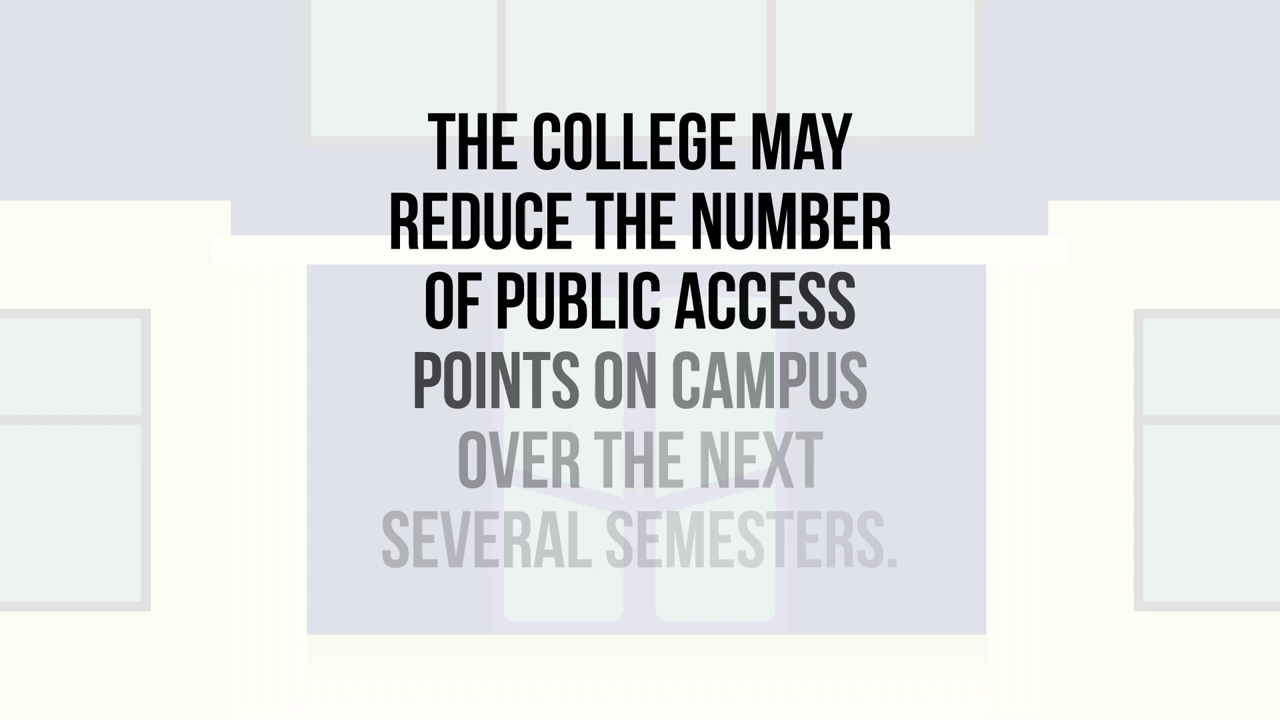 THE COLLEGE MAY
REDUCE THE NUMBER
OF PUBLIC ACCESS
POINTS ON CAMPUS
OVER THE NEXT
SEVERAL SEMESTERS.